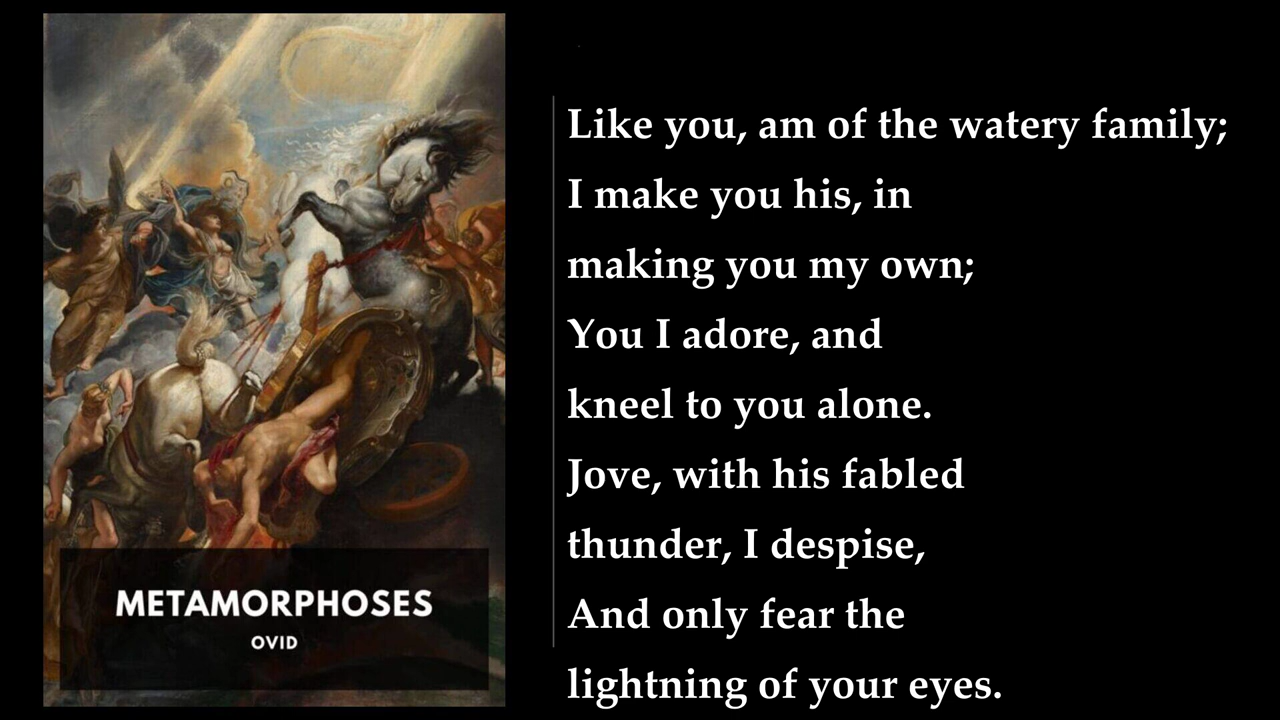 METAMORPHOSES
OVID
Like you, am of the watery family;
I make you his, in
making you my own;
You I adore, and
kneel to you alone.
Jove, with his fabled
thunder, I despise,
And only fear the
lightning of your eyes.